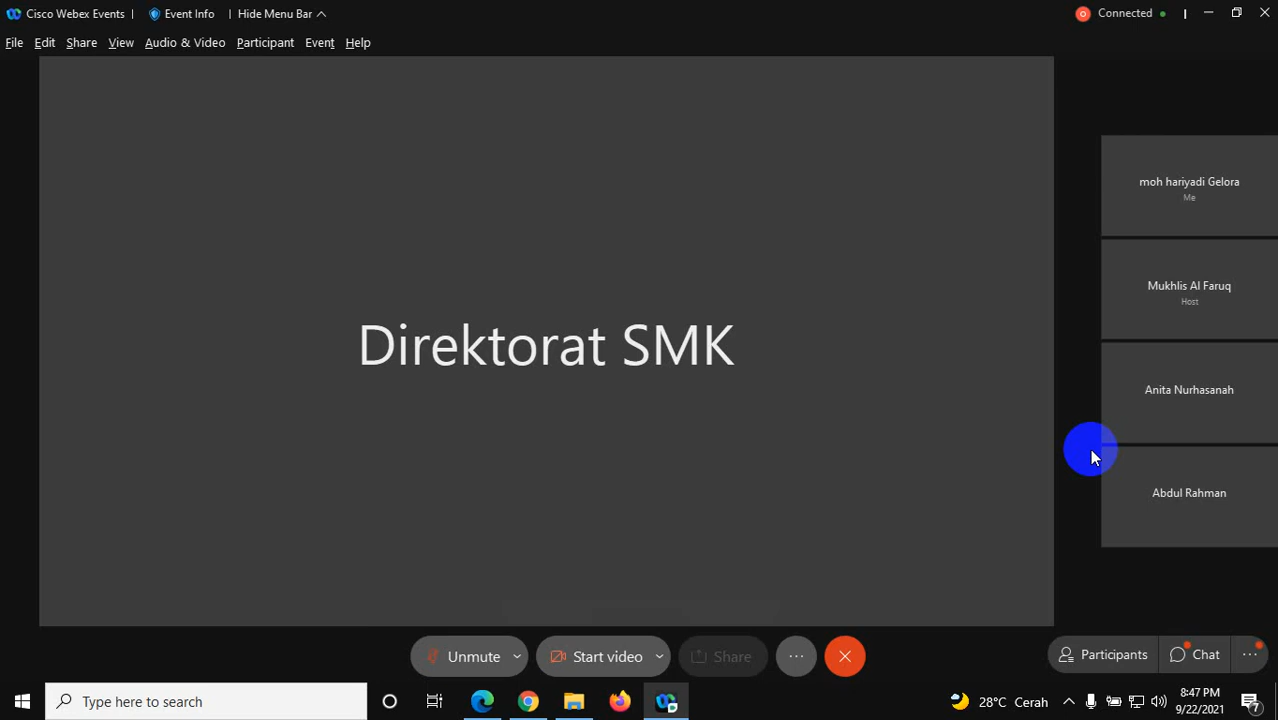 Cisco Webex Events
Event Info
Hide Menu Bar
Connected
File Edit Share View Audio & Video Participant Event Help
Direktorat SMK
moh hariyadi Gelora
Me
Mukhlis Al Faruq
Host
Anita Nurhasanah
Abdul Rahman
Unmute
Start video
Share
Participants
Chat
Type here to search
28°C Cerah
8:47 PM
9/22/2021
7